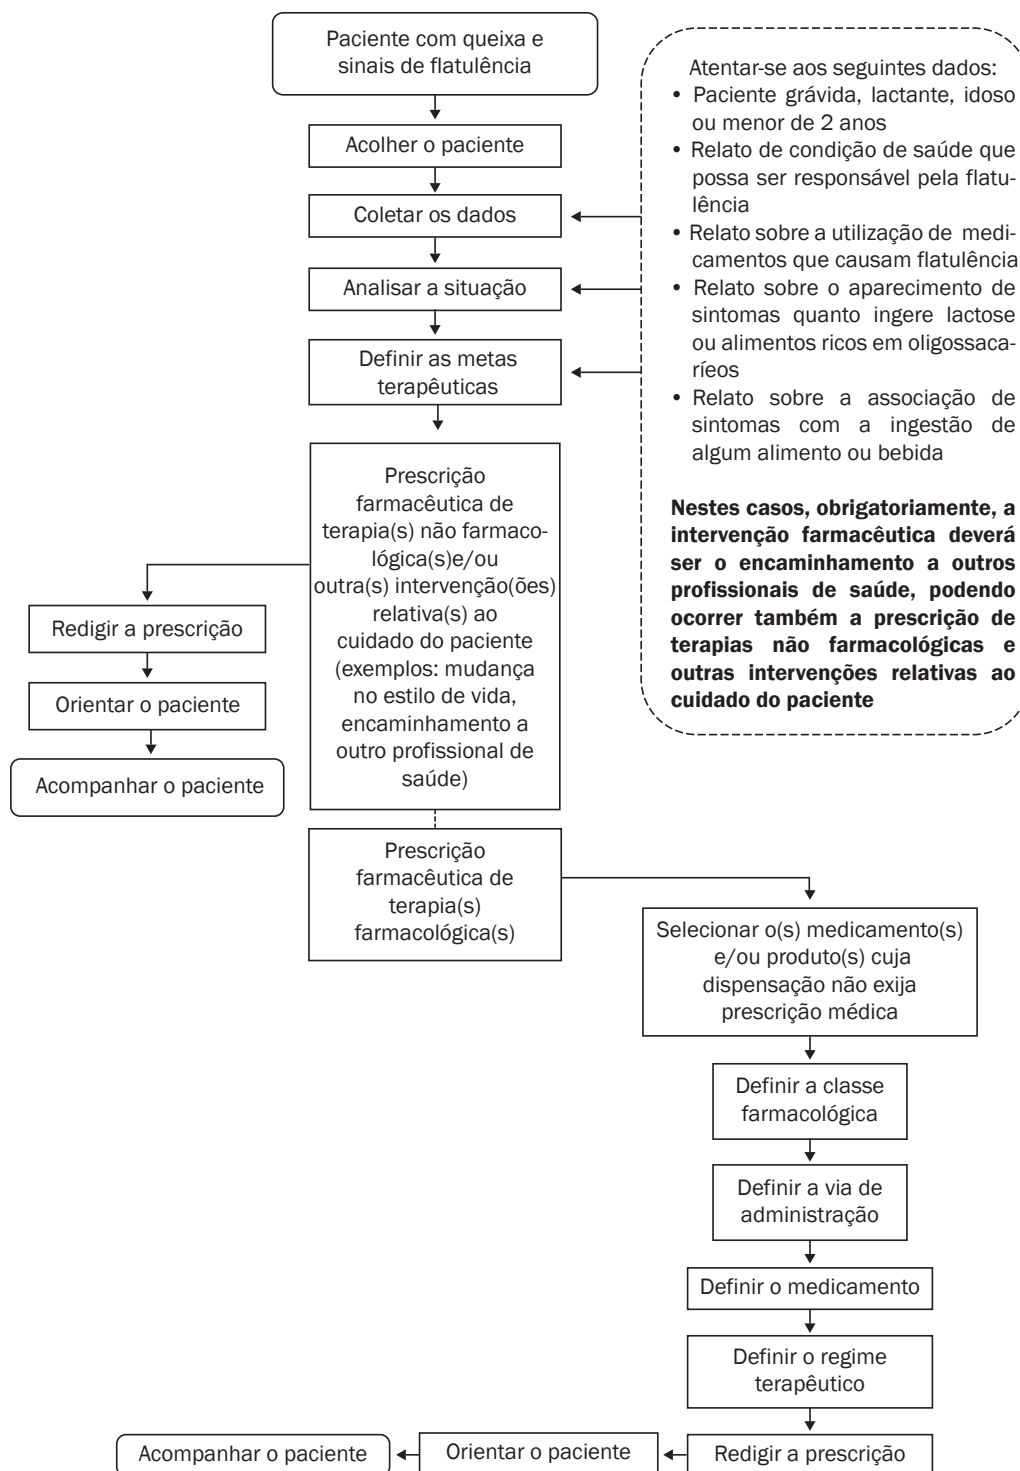 Paciente com queixa e
sinais de flatulência
Acolher o paciente
Coletar os dados
Analisar a situação
Definir as metas
terapêuticas
Atentar-se aos seguintes dados:
• Paciente grávida, lactante, idoso
ou menor de 2 anos
• Relato de condição de saúde que
possa ser responsável pela flatu-
lência
• Relato sobre a utilização de medi-
camentos que causam flatulência
• Relato sobre o aparecimento de
sintomas quanto ingere lactose
ou alimentos ricos em oligossaca-
ríeos
• Relato sobre a associação de
sintomas com a ingestão de
algum alimento ou bebida
Nestes casos, obrigatoriamente, a
intervenção farmacêutica deverá
ser o encaminhamento a outros
profissionais de saúde, podendo
ocorrer também a prescrição de
terapias não farmacológicas e
outras intervenções relativas ao
cuidado do paciente
Prescrição
farmacêutica de
terapia(s) não farmaco-
lógica(s)e/ou
outra(s) intervenção(ões)
relativa(s) ao
cuidado do paciente
(exemplos: mudança
no estilo de vida,
encaminhamento a
outro profissional de
saúde)
Redigir a prescrição
Orientar o paciente
Acompanhar o paciente
Prescrição
farmacêutica de
terapia(s)
farmacológica(s)
Selecionar o(s) medicamento(s)
e/ou produto(s) cuja
dispensação não exija
prescrição médica
Definir a classe
farmacológica
Definir a via de
administração
Definir o medicamento
Definir o regime
terapêutico
Redigir a prescrição
Orientar o paciente
Acompanhar o paciente